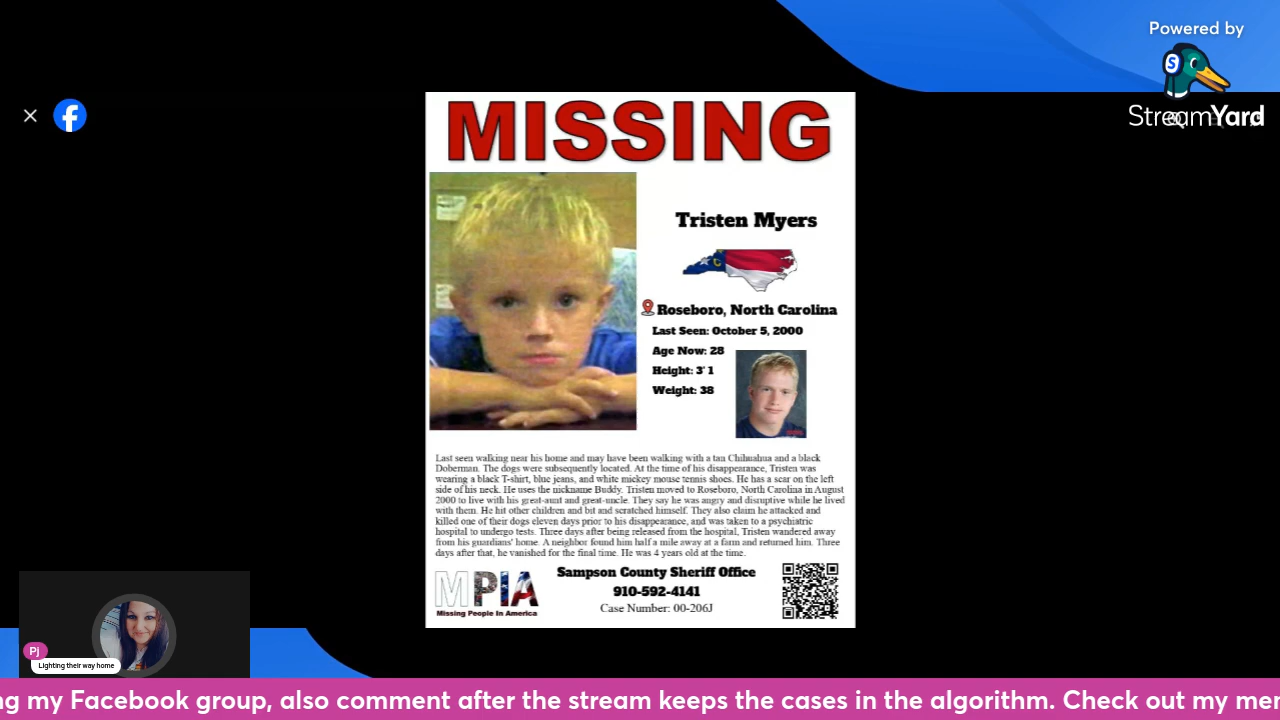 Powered by
StreamYard
MISSING
Tristen Myers
Roseboro, North Carolina
Last Seen: October 5, 2000
Age Now: 28
Height: 3' 1
Weight: 38
Last seen walking near his home and may have been walking with a tan Chihuahua and a black
Doberman. The dogs were subsequently located. At the time of his disappearance, Tristen was
wearing a black T-shirt, blue jeans, and white mickey mouse tennis shoes. He has a scar on the left
side of his neck. He uses the nickname Buddy. Tristen moved to Roseboro, North Carolina in August
2000 to live with his great-aunt and great-uncle. They say he was angry and disruptive while he lived
with them. He hit other children and bit and scratched himself. They also claim he attacked and
killed one of their dogs eleven days prior to his disappearance, and was taken to a psychiatric
hospital to undergo tests. Three days after being released from the hospital, Tristen wandered away
from his guardians' home. A neighbor found him half a mile away at a farm and returned him. Three
days after that, he vanished for the final time. He was 4 years old at the time.
MPIA
Missing People In America
Sampson County Sheriff Office
910-592-4141
Case Number: 00-206J
Pj
Lighting their way home
ng my Facebook group, also comment after the stream keeps the cases in the algorithm. Check out my mer